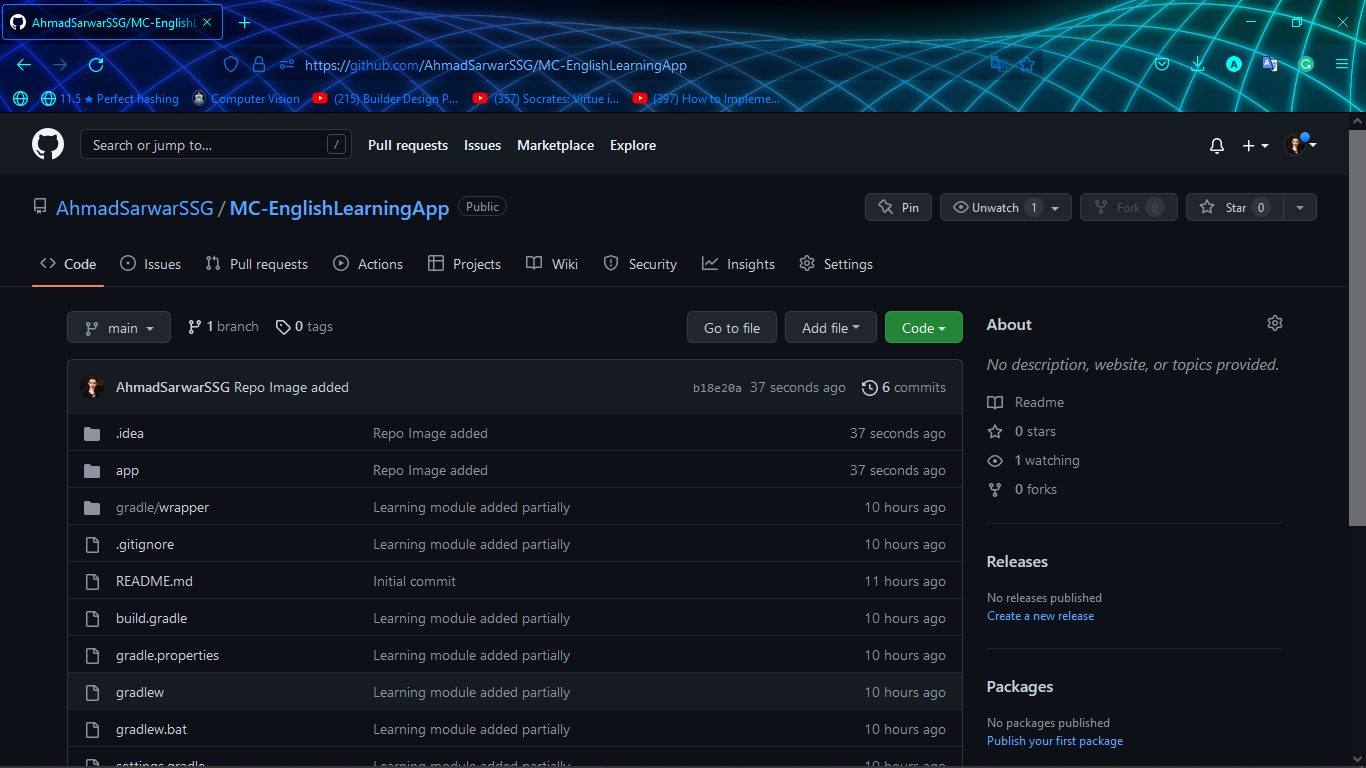 AhmadSarwarSSG/MC-EnglishL
https://github.com/AhmadSarwarSSG/MC-EnglishLearningApp
11.5 ★ Perfect hashing Computer Vision (215) Builder Design P... (357) Socrates: Virtue i... (397) How to Impleme...
Search or jump to... / Pull requests Issues Marketplace Explore
AhmadSarwarSSG / MC-EnglishLearningApp Public Pin Unwatch 1 Fork 0 Star 0
Code Issues Pull requests Actions Projects Wiki Security Insights Settings
main 1 branch 0 tags Go to file Add file Code
AhmadSarwarSSG Repo Image added b18e20a 37 seconds ago 6 commits
.idea Repo Image added 37 seconds ago
app Repo Image added 37 seconds ago
gradle/wrapper Learning module added partially 10 hours ago
.gitignore Learning module added partially 10 hours ago
README.md Initial commit 11 hours ago
build.gradle Learning module added partially 10 hours ago
gradle.properties Learning module added partially 10 hours ago
gradlew Learning module added partially 10 hours ago
gradlew.bat Learning module added partially 10 hours ago
settings.gradle Learning module added partially 10 hours ago
About
No description, website, or topics provided.
Readme
0 stars
1 watching
0 forks
Releases
No releases published
Create a new release
Packages
No packages published
Publish your first package